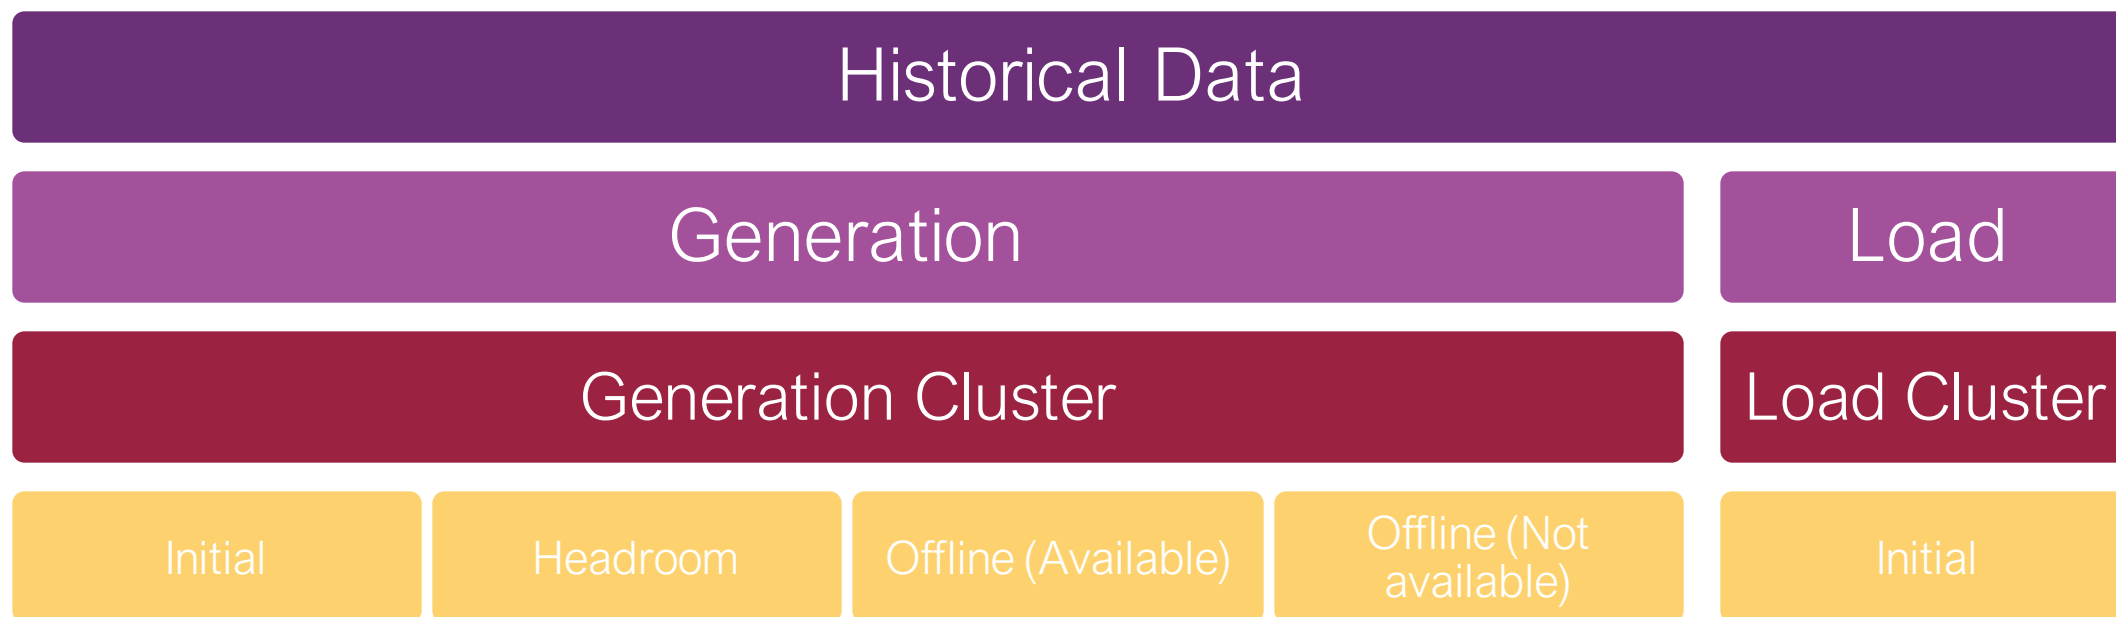 Historical Data
Generation
Load
Generation Cluster
Load Cluster
Initial
Headroom
Offline (Available)
Offline (Not
available)
Initial